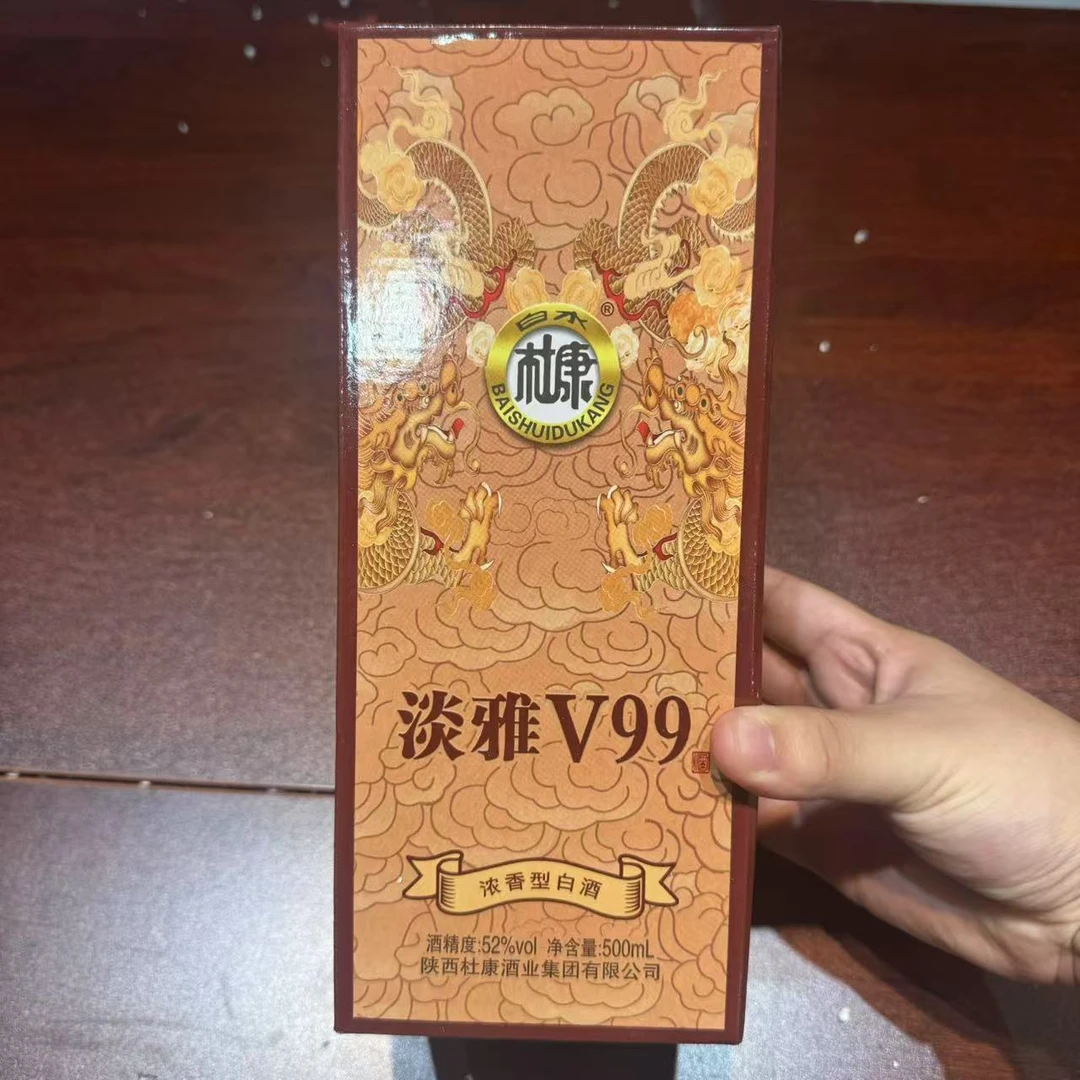 白水
®
杜康
BAISHUIDUKANG
淡雅V99
浓香型白酒
酒精度:52%vol 净含量:500mL
陕西杜康酒业集团有限公司